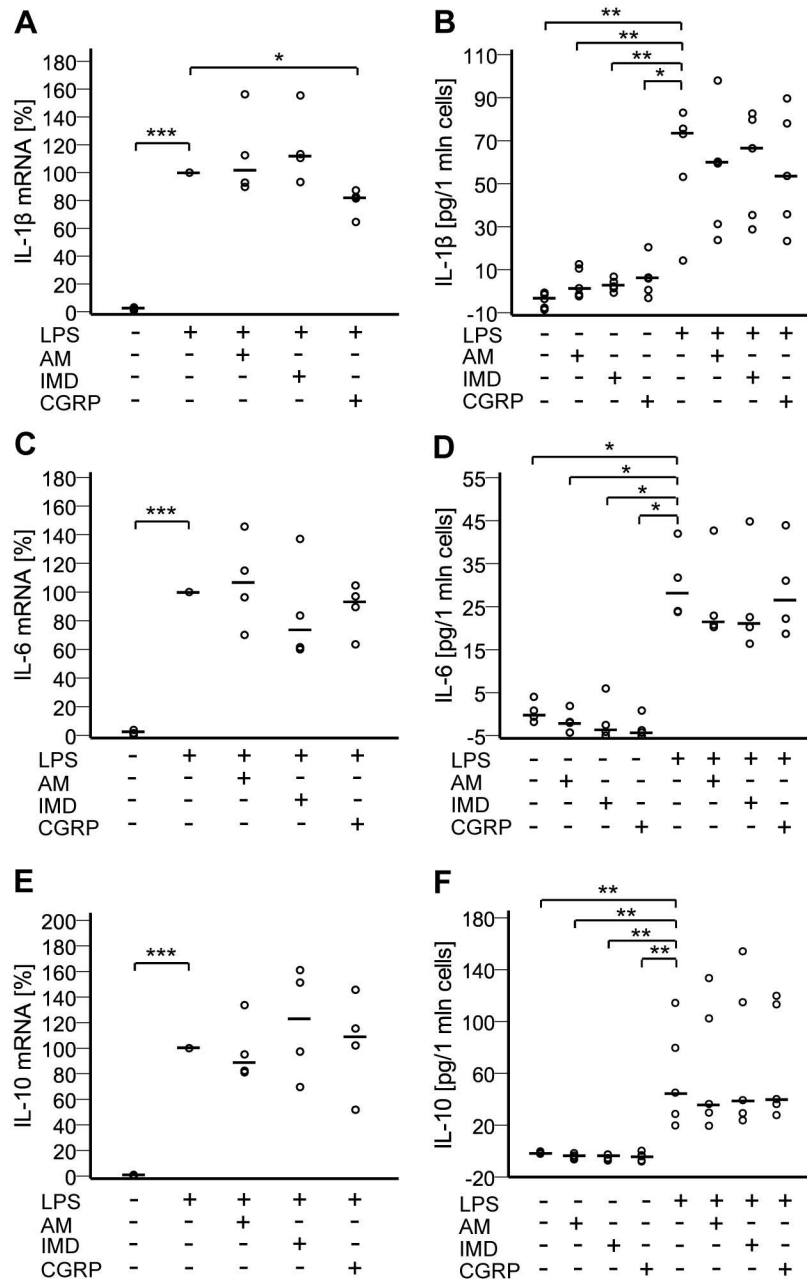 A
IL-1β mRNA [%]
180
160
140
120
100
80
60
40
20
0
***
*
LPS - + + + +
AM - - + - -
IMD - - - + -
CGRP - - - - +
B
IL-1β [pg/1 mln cells]
110
90
70
50
30
10
-10
**
**
**
*
LPS - - - - + + + +
AM - + - - - + - -
IMD - - + - - - + -
CGRP - - - + - - - +
C
IL-6 mRNA [%]
180
160
140
120
100
80
60
40
20
0
***
LPS - + + + +
AM - - + - -
IMD - - - + -
CGRP - - - - +
D
IL-6 [pg/1 mln cells]
55
45
35
25
15
5
-5
*
*
*
*
LPS - - - - + + + +
AM - + - - - + - -
IMD - - + - - - + -
CGRP - - - + - - - +
E
IL-10 mRNA [%]
200
180
160
140
120
100
80
60
40
20
0
***
LPS - + + + +
AM - - + - -
IMD - - - + -
CGRP - - - - +
F
IL-10 [pg/1 mln cells]
180
140
100
60
20
-20
**
**
**
**
LPS - - - - + + + +
AM - + - - - + - -
IMD - - + - - - + -
CGRP - - - + - - - +